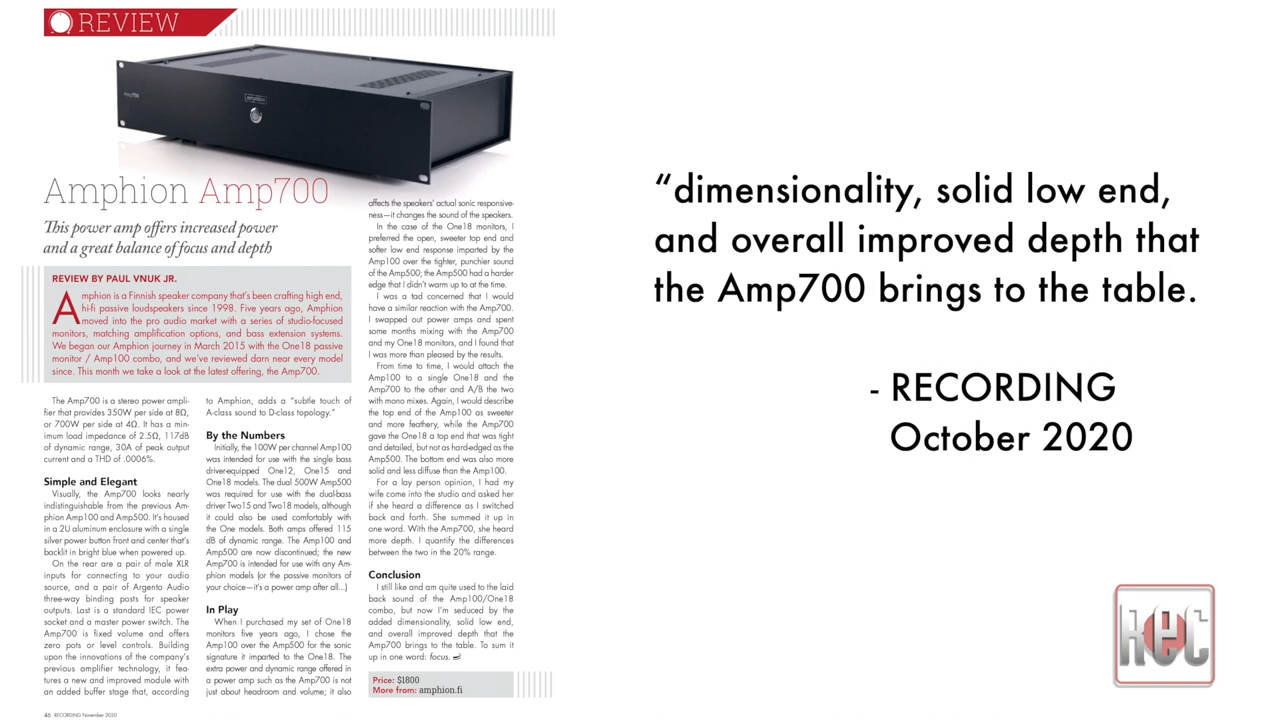 REVIEW
Amp700
amphion
Amphion Amp700
This power amp offers increased power
and a great balance of focus and depth
REVIEW BY PAUL VNUK JR.
Amphion is a Finnish speaker company that's been crafting high end,
hi-fi passive loudspeakers since 1998. Five years ago, Amphion
moved into the pro audio market with a series of studio-focused
monitors, matching amplification options, and bass extension systems.
We began our Amphion journey in March 2015 with the One18 passive
monitor / Amp100 combo, and we've reviewed darn near every model
since. This month we take a look at the latest offering, the Amp700.
The Amp700 is a stereo power ampli-
fier that provides 350W per side at 8Ω,
or 700W per side at 4Ω. It has a min-
imum load impedance of 2.5Ω, 117dB
of dynamic range, 30A of peak output
current and a THD of .0006%.
Simple and Elegant
Visually, the Amp700 looks nearly
indistinguishable from the previous Am-
phion Amp100 and Amp500. It's housed
in a 2U aluminum enclosure with a single
silver power button front and center that's
backlit in bright blue when powered up.
On the rear are a pair of male XLR
inputs for connecting to your audio
source, and a pair of Argento Audio
three-way binding posts for speaker
outputs. Last is a standard IEC power
socket and a master power switch. The
Amp700 is fixed volume and offers
zero pots or level controls. Building
upon the innovations of the company's
previous amplifier technology, it fea-
tures a new and improved module with
an added buffer stage that, according
to Amphion, adds a "subtle touch of
A-class sound to D-class topology."
By the Numbers
Initially, the 100W per channel Amp100
was intended for use with the single bass
driver-equipped One12, One15 and
One18 models. The dual 500W Amp500
was required for use with the dual-bass
driver Two15 and Two18 models, although
it could also be used comfortably with
the One models. Both amps offered 115
dB of dynamic range. The Amp100 and
Amp500 are now discontinued; the new
Amp700 is intended for use with any Am-
phion models (or the passive monitors of
your choice—it's a power amp after all...)
In Play
When I purchased my set of One18
monitors five years ago, I chose the
Amp100 over the Amp500 for the sonic
signature it imparted to the One18. The
extra power and dynamic range offered in
a power amp such as the Amp700 is not
just about headroom and volume; it also
affects the speakers' actual sonic responsive-
ness—it changes the sound of the speakers.
In the case of the One18 monitors, I
preferred the open, sweeter top end and
softer low end response imparted by the
Amp100 over the tighter, punchier sound
of the Amp500; the Amp500 had a harder
edge that I didn't warm up to at the time.
I was a tad concerned that I would
have a similar reaction with the Amp700.
I swapped out power amps and spent
some months mixing with the Amp700
and my One18 monitors, and I found that
I was more than pleased by the results.
From time to time, I would attach the
Amp100 to a single One18 and the
Amp700 to the other and A/B the two
with mono mixes. Again, I would describe
the top end of the Amp100 as sweeter
and more feathery, while the Amp700
gave the One18 a top end that was tight
and detailed, but not as hard-edged as the
Amp500. The bottom end was also more
solid and less diffuse than the Amp100.
For a lay person opinion, I had my
wife come into the studio and asked her
if she heard a difference as I switched
back and forth. She summed it up in
one word. With the Amp700, she heard
more depth. I quantify the differences
between the two in the 20% range.
Conclusion
I still like and am quite used to the laid
back sound of the Amp100/One18
combo, but now I'm seduced by the
added dimensionality, solid low end,
and overall improved depth that the
Amp700 brings to the table. To sum it
up in one word: focus.
Price: $1800
More from: amphion.fi
46 RECORDING November 2020
“dimensionality, solid low end,
and overall improved depth that
the Amp700 brings to the table.
- RECORDING
October 2020
REC